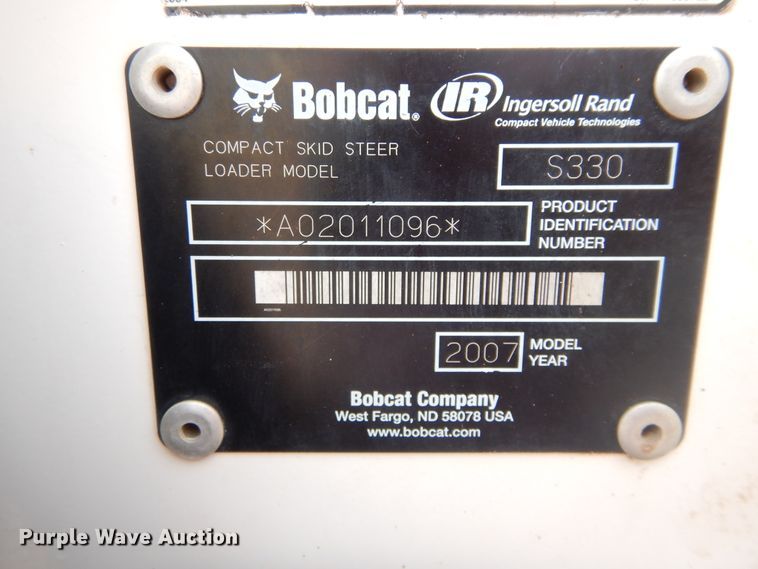 Bobcat® IR Ingersoll Rand
Compact Vehicle Technologies
COMPACT SKID STEER
LOADER MODEL
S330
*A02011096*
PRODUCT
IDENTIFICATION
NUMBER
2007
MODEL
YEAR
Bobcat Company
West Fargo, ND 58078 USA
www.bobcat.com
Purple Wave Auction